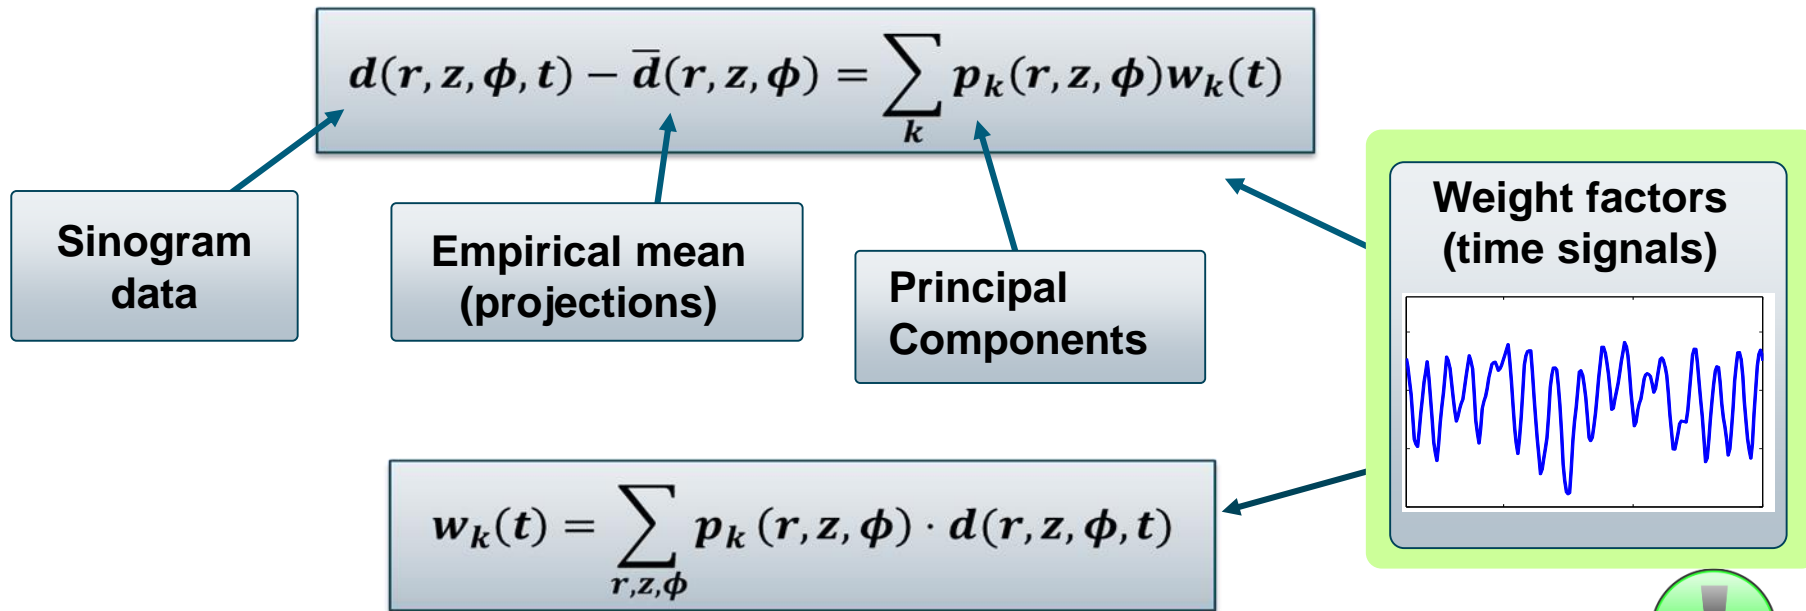 d(r, z, ϕ, t) − d̅(r, z, ϕ) = ∑ₖ pₖ(r, z, ϕ)wₖ(t)
Sinogram
data
Empirical mean
(projections)
Principal
Components
Weight factors
(time signals)
wₖ(t) = ∑_{r,z,ϕ} pₖ (r, z, ϕ) · d(r, z, ϕ, t)